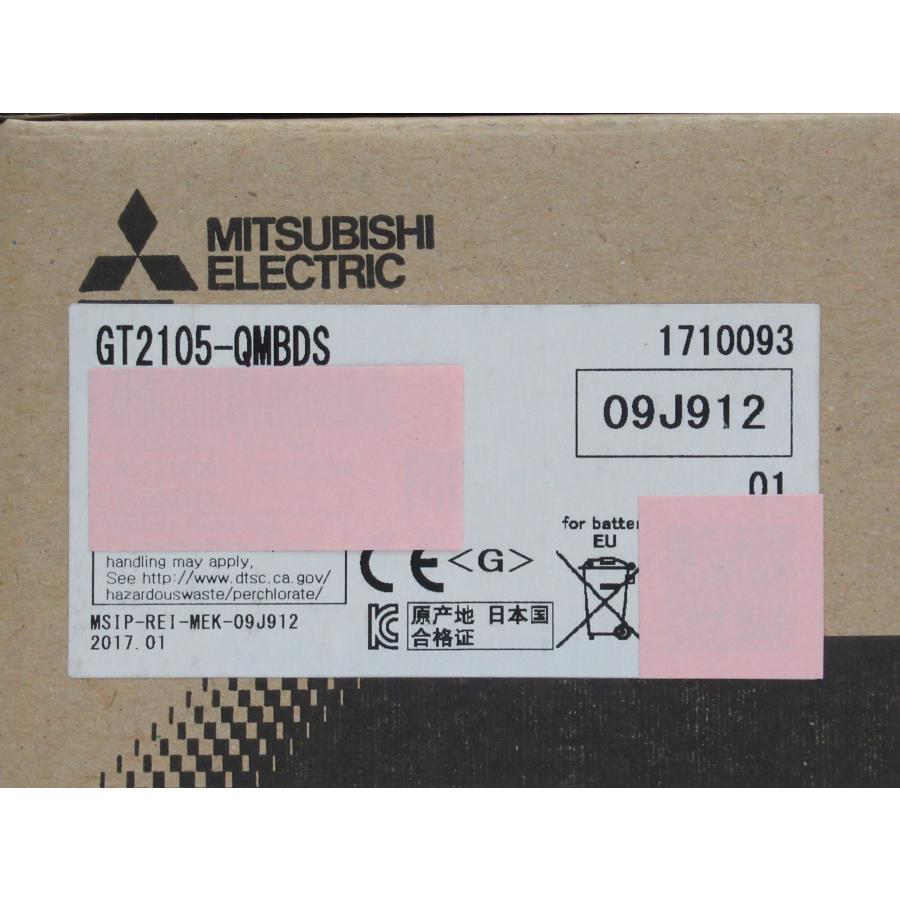 MITSUBISHI
ELECTRIC
GT2105-QMBDS
1710093
09J912
01
handling may apply,
See http://www.dtsc.ca.gov/
hazardouswaste/perchlorate/
CE <G>
for batter
EU
MSIP-REI-MEK-09J912
2017.01
原产地 日本国
合格证